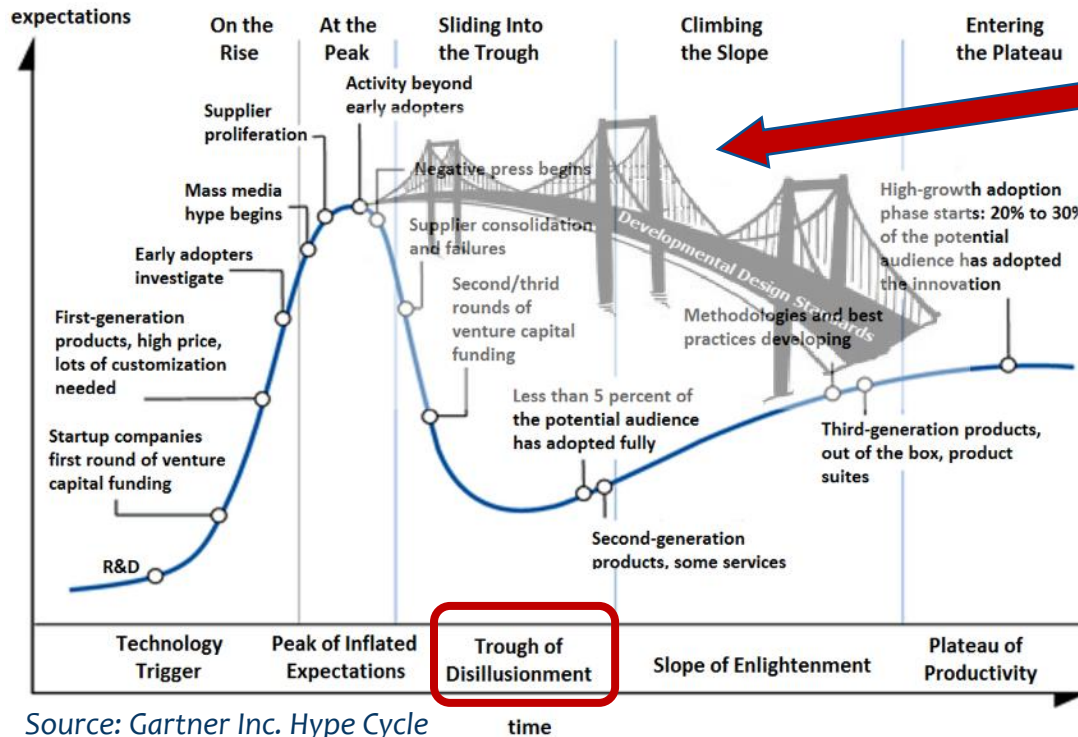 expectations
On the
Rise
At the
Peak
Sliding Into
the Trough
Climbing
the Slope
Entering
the Plateau
Activity beyond
early adopters
Supplier
proliferation
Negative press begins
Mass media
hype begins
Supplier consolidation
and failures
Early adopters
investigate
Second/thrid
rounds of
venture capital
funding
First-generation
products, high price,
lots of customization
needed
Developmental Design Standards
High-growth adoption
phase starts: 20% to 30%
of the potential
audience has adopted
the innovation
Methodologies and best
practices developing
Less than 5 percent of
the potential audience
has adopted fully
Startup companies
first round of venture
capital funding
Third-generation products,
out of the box, product
suites
Second-generation
products, some services
R&D
Technology
Trigger
Peak of Inflated
Expectations
Trough of
Disillusionment
Slope of Enlightenment
Plateau of
Productivity
Source: Gartner Inc. Hype Cycle
time